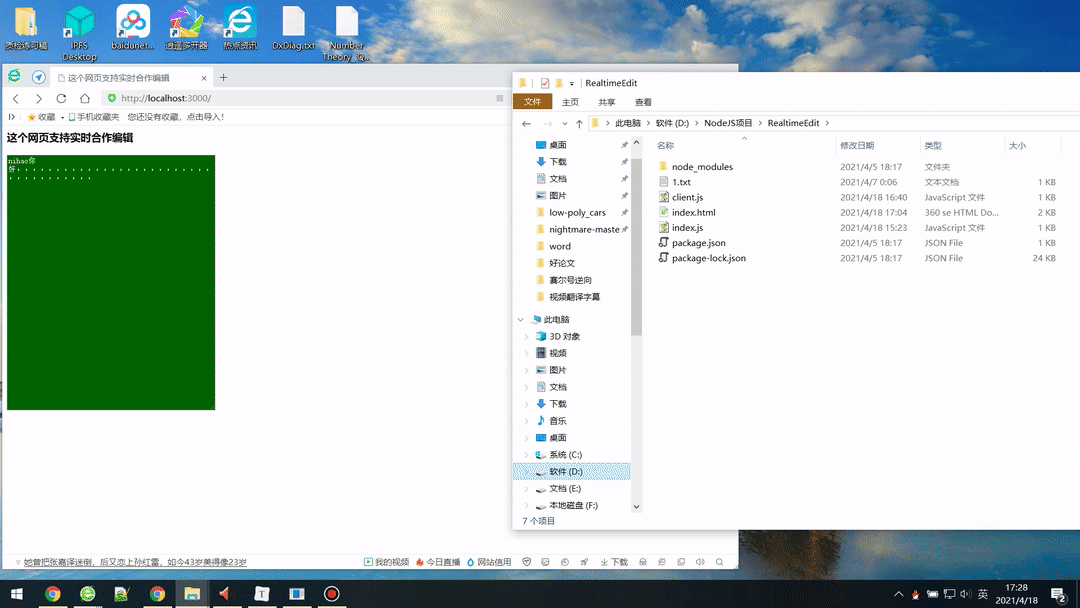 IPFS
Desktop
baidunet...
逍遥多开器
热点资讯
DxDiag.txt
Number
Theory_Q...
这个网页支持实时合作编辑
http://localhost:3000/
收藏
手机收藏夹
您还没有收藏，点击导入！
这个网页支持实时合作编辑
nihao你
好，，，，，，，，，，，，，，，，，，，，，，，，，
，，，，，，，，，，，
她曾把张嘉译迷倒，后又恋上孙红雷，如今43岁美得像23岁
我的视频
今日直播
网站信用
下载
RealtimeEdit
文件
主页
共享
查看
此电脑 > 软件 (D:) > NodeJS项目 > RealtimeEdit >
桌面
下载
文档
图片
low-poly_cars
nightmare-maste
word
好论文
赛尔号逆向
视频翻译字幕
此电脑
3D 对象
视频
图片
文档
下载
音乐
桌面
系统 (C:)
软件 (D:)
文档 (E:)
本地磁盘 (F:)
名称 修改日期 类型 大小
node_modules 2021/4/5 18:17 文件夹
1.txt 2021/4/7 0:06 文本文档 1 KB
client.js 2021/4/18 16:40 JavaScript 文件 1 KB
index.html 2021/4/18 17:04 360 se HTML Do... 2 KB
index.js 2021/4/18 15:23 JavaScript 文件 1 KB
package.json 2021/4/5 18:17 JSON File 1 KB
package-lock.json 2021/4/5 18:17 JSON File 24 KB
7 个项目
英
17:28
2021/4/18
2